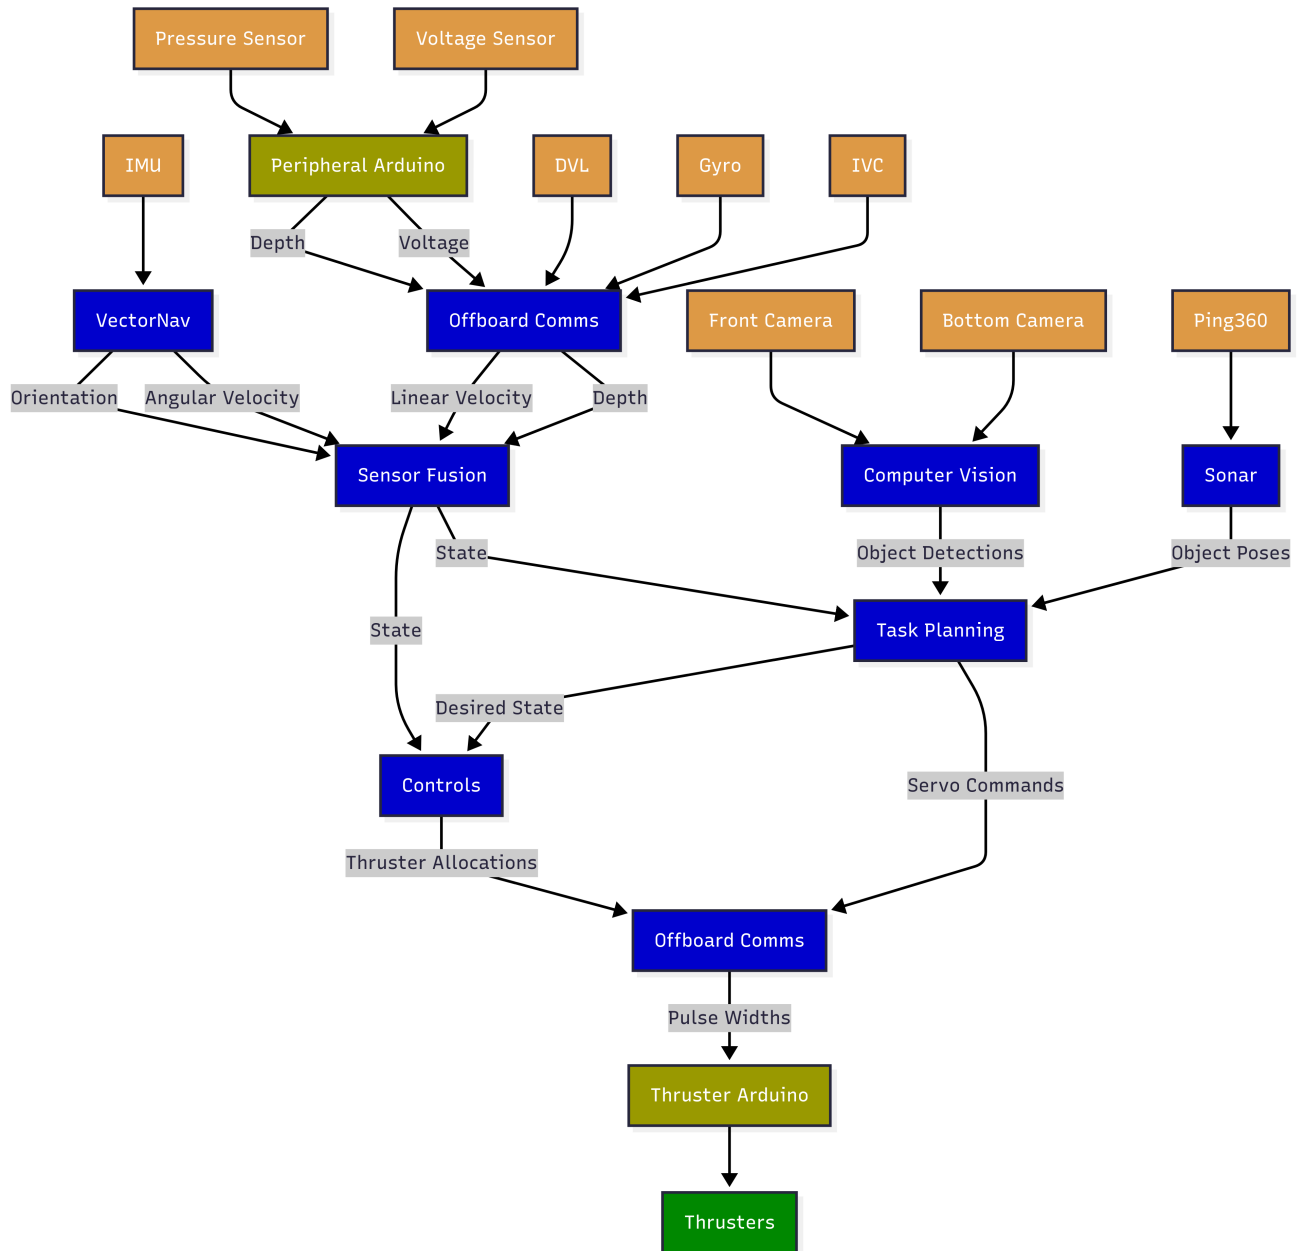 Pressure Sensor
Voltage Sensor
IMU
Peripheral Arduino
DVL
Gyro
IVC
Depth
Voltage
VectorNav
Offboard Comms
Front Camera
Bottom Camera
Ping360
Orientation
Angular Velocity
Linear Velocity
Depth
Sensor Fusion
Computer Vision
Sonar
State
Object Detections
Object Poses
State
Task Planning
Desired State
Controls
Servo Commands
Thruster Allocations
Offboard Comms
Pulse Widths
Thruster Arduino
Thrusters